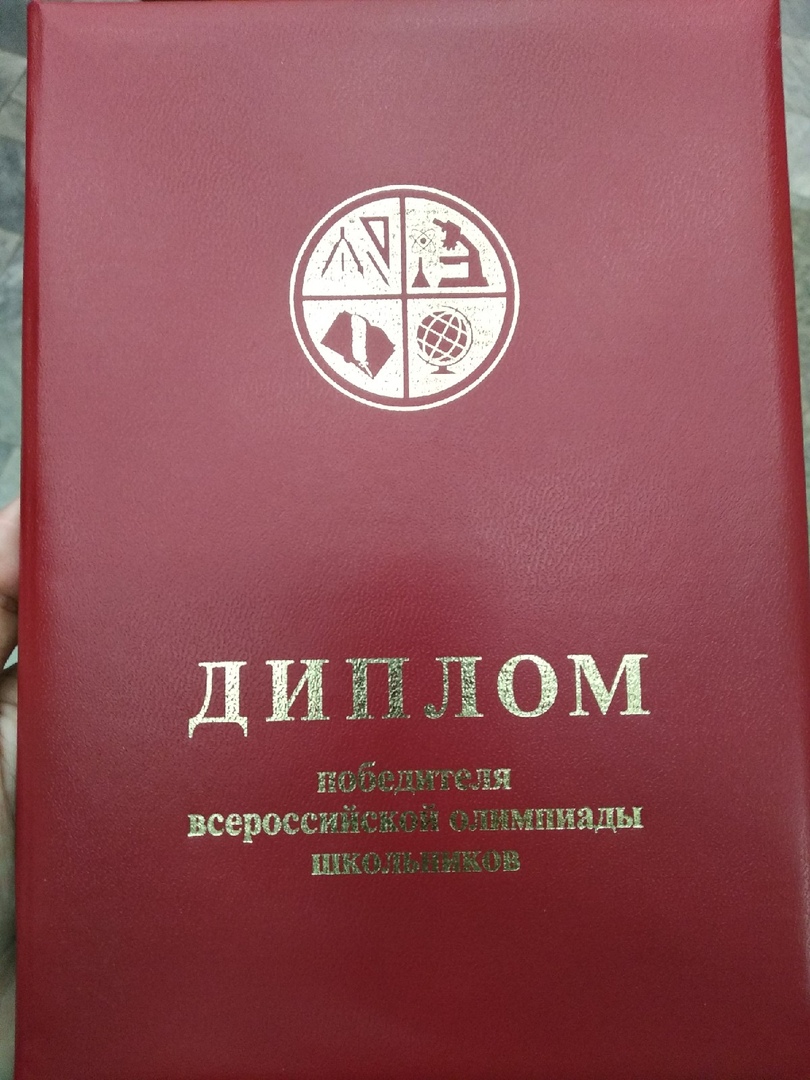 ДИПЛОМ
победителя
всероссийской олимпиады
школьников